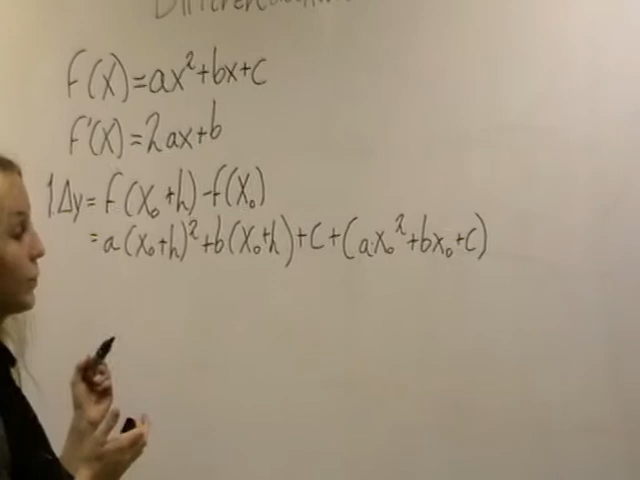 f(x)=ax²+bx+c
f'(x)=2ax+b
1. Δy = f(x₀+h)-f(x₀)
= a(x₀+h)²+b(x₀+h)+c+(a·x₀²+bx₀+c)